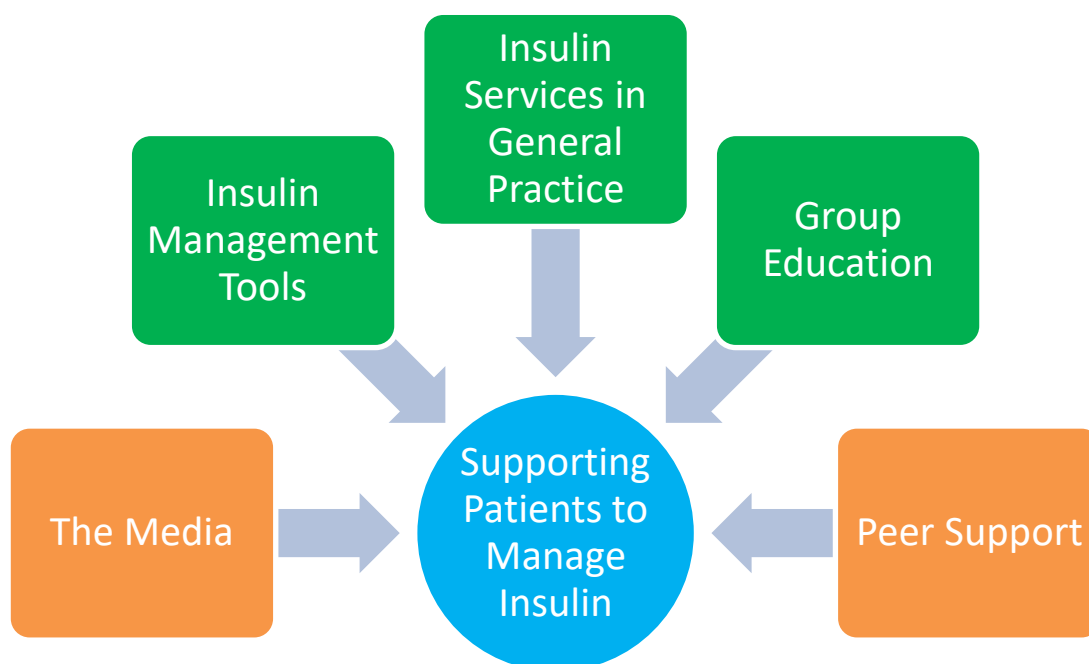 Insulin
Services in
General
Practice
Insulin
Management
Tools
Group
Education
The Media
Supporting
Patients to
Manage
Insulin
Peer Support